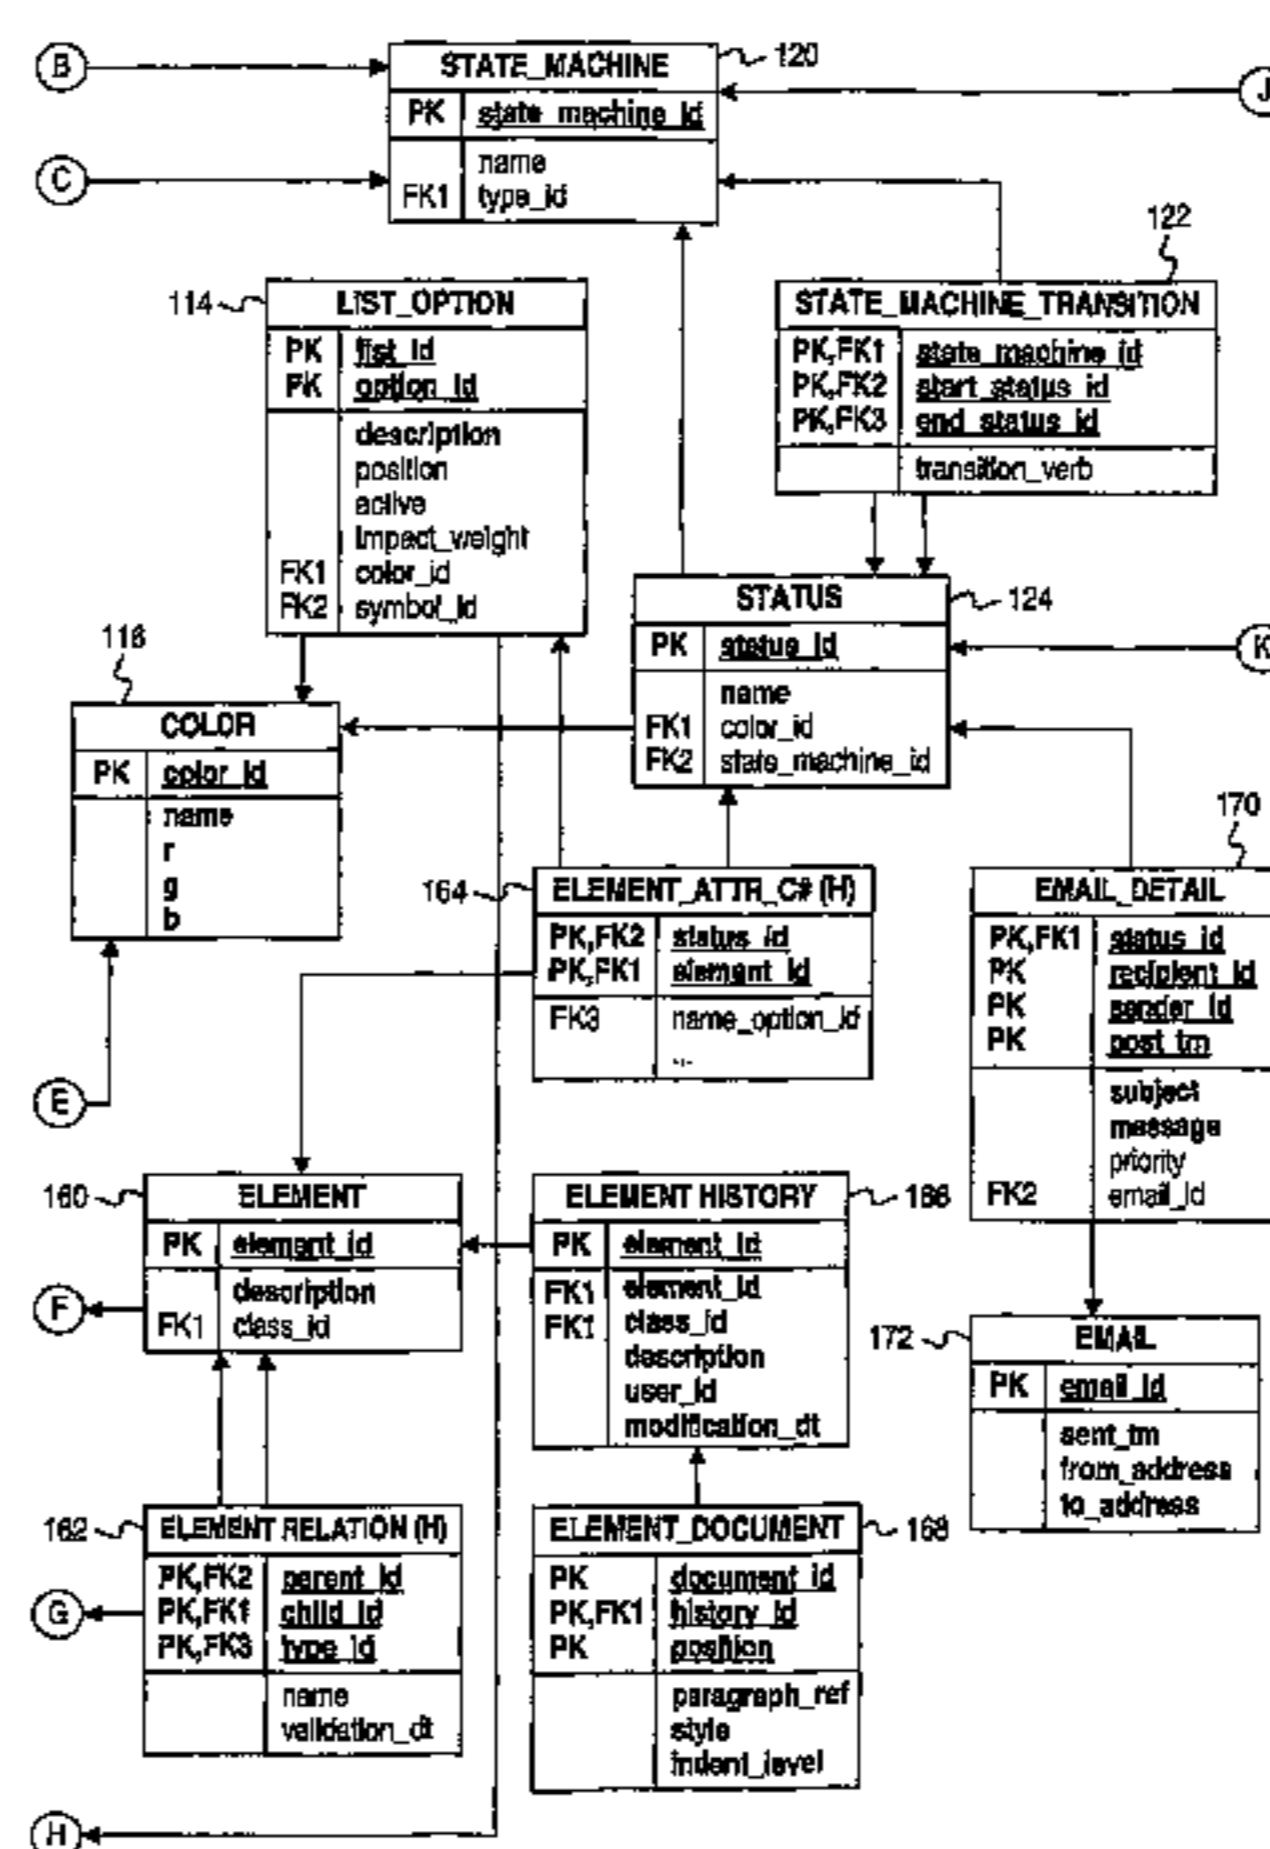 B
STATE_MACHINE
120
PK state_machine_id
J
C
name
FK1 type_id
122
114
LIST_OPTION
PK list_id
PK option_id
description
position
active
impact_weight
FK1 color_id
FK2 symbol_id
STATE_MACHINE_TRANSITION
PK,FK1 state_machine_id
PK,FK2 start_status_id
PK,FK3 end_status_id
transition_verb
STATUS
124
PK status_id
name
FK1 color_id
FK2 state_machine_id
K
116
COLOR
PK color_id
name
r
g
b
E
164
ELEMENT_ATTR_C# (H)
PK,FK2 status_id
PK,FK1 element_id
FK3 name_option_id
...
170
EMAIL_DETAIL
PK,FK1 status_id
PK recipient_id
PK sender_id
PK post_tm
subject
message
priority
FK2 email_id
160
ELEMENT
PK element_id
description
FK1 class_id
F
ELEMENT HISTORY
166
PK element_id
FK1 element_id
FK1 class_id
description
user_id
modification_dt
172
EMAIL
PK email_id
sent_tm
from_address
to_address
162
ELEMENT RELATION (H)
PK,FK2 parent_id
PK,FK1 child_id
PK,FK3 type_id
name
validation_dt
G
ELEMENT_DOCUMENT
168
PK document_id
PK,FK1 history_id
PK position
paragraph_ref
style
indent_level
H